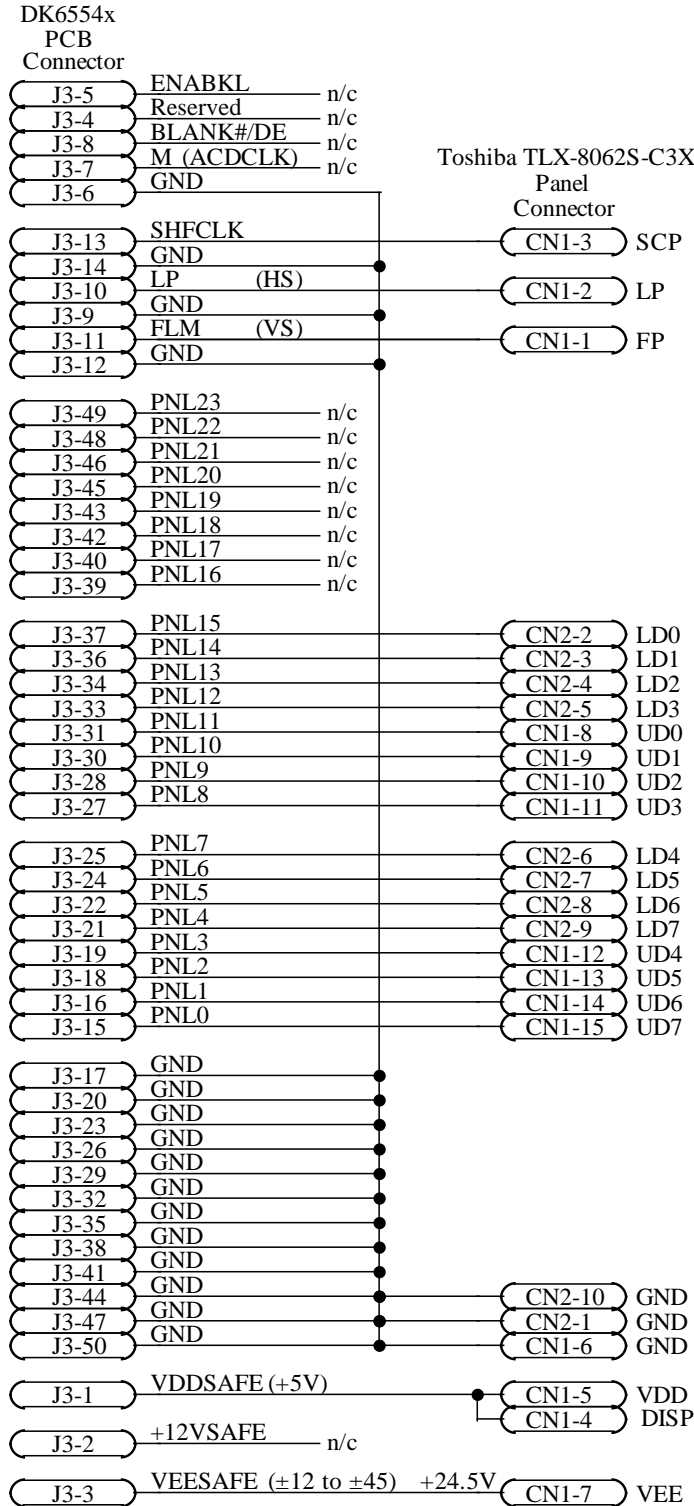 DK6554x
PCB
Connector
J3-5 ENABKL n/c
J3-4 Reserved n/c
J3-8 BLANK#/DE n/c
J3-7 M (ACDCLK) n/c
J3-6 GND
Toshiba TLX-8062S-C3X
Panel
Connector
J3-13 SHFCLK CN1-3 SCP
J3-14 GND
J3-10 LP (HS) CN1-2 LP
J3-9 GND
J3-11 FLM (VS) CN1-1 FP
J3-12 GND
J3-49 PNL23 n/c
J3-48 PNL22 n/c
J3-46 PNL21 n/c
J3-45 PNL20 n/c
J3-43 PNL19 n/c
J3-42 PNL18 n/c
J3-40 PNL17 n/c
J3-39 PNL16 n/c
J3-37 PNL15 CN2-2 LD0
J3-36 PNL14 CN2-3 LD1
J3-34 PNL13 CN2-4 LD2
J3-33 PNL12 CN2-5 LD3
J3-31 PNL11 CN1-8 UD0
J3-30 PNL10 CN1-9 UD1
J3-28 PNL9 CN1-10 UD2
J3-27 PNL8 CN1-11 UD3
J3-25 PNL7 CN2-6 LD4
J3-24 PNL6 CN2-7 LD5
J3-22 PNL5 CN2-8 LD6
J3-21 PNL4 CN2-9 LD7
J3-19 PNL3 CN1-12 UD4
J3-18 PNL2 CN1-13 UD5
J3-16 PNL1 CN1-14 UD6
J3-15 PNL0 CN1-15 UD7
J3-17 GND
J3-20 GND
J3-23 GND
J3-26 GND
J3-29 GND
J3-32 GND
J3-35 GND
J3-38 GND
J3-41 GND
J3-44 GND CN2-10 GND
J3-47 GND CN2-1 GND
J3-50 GND CN1-6 GND
J3-1 VDDSAFE (+5V) CN1-5 VDD
CN1-4 DISP
J3-2 +12VSAFE n/c
J3-3 VEESAFE (±12 to ±45) +24.5V CN1-7 VEE